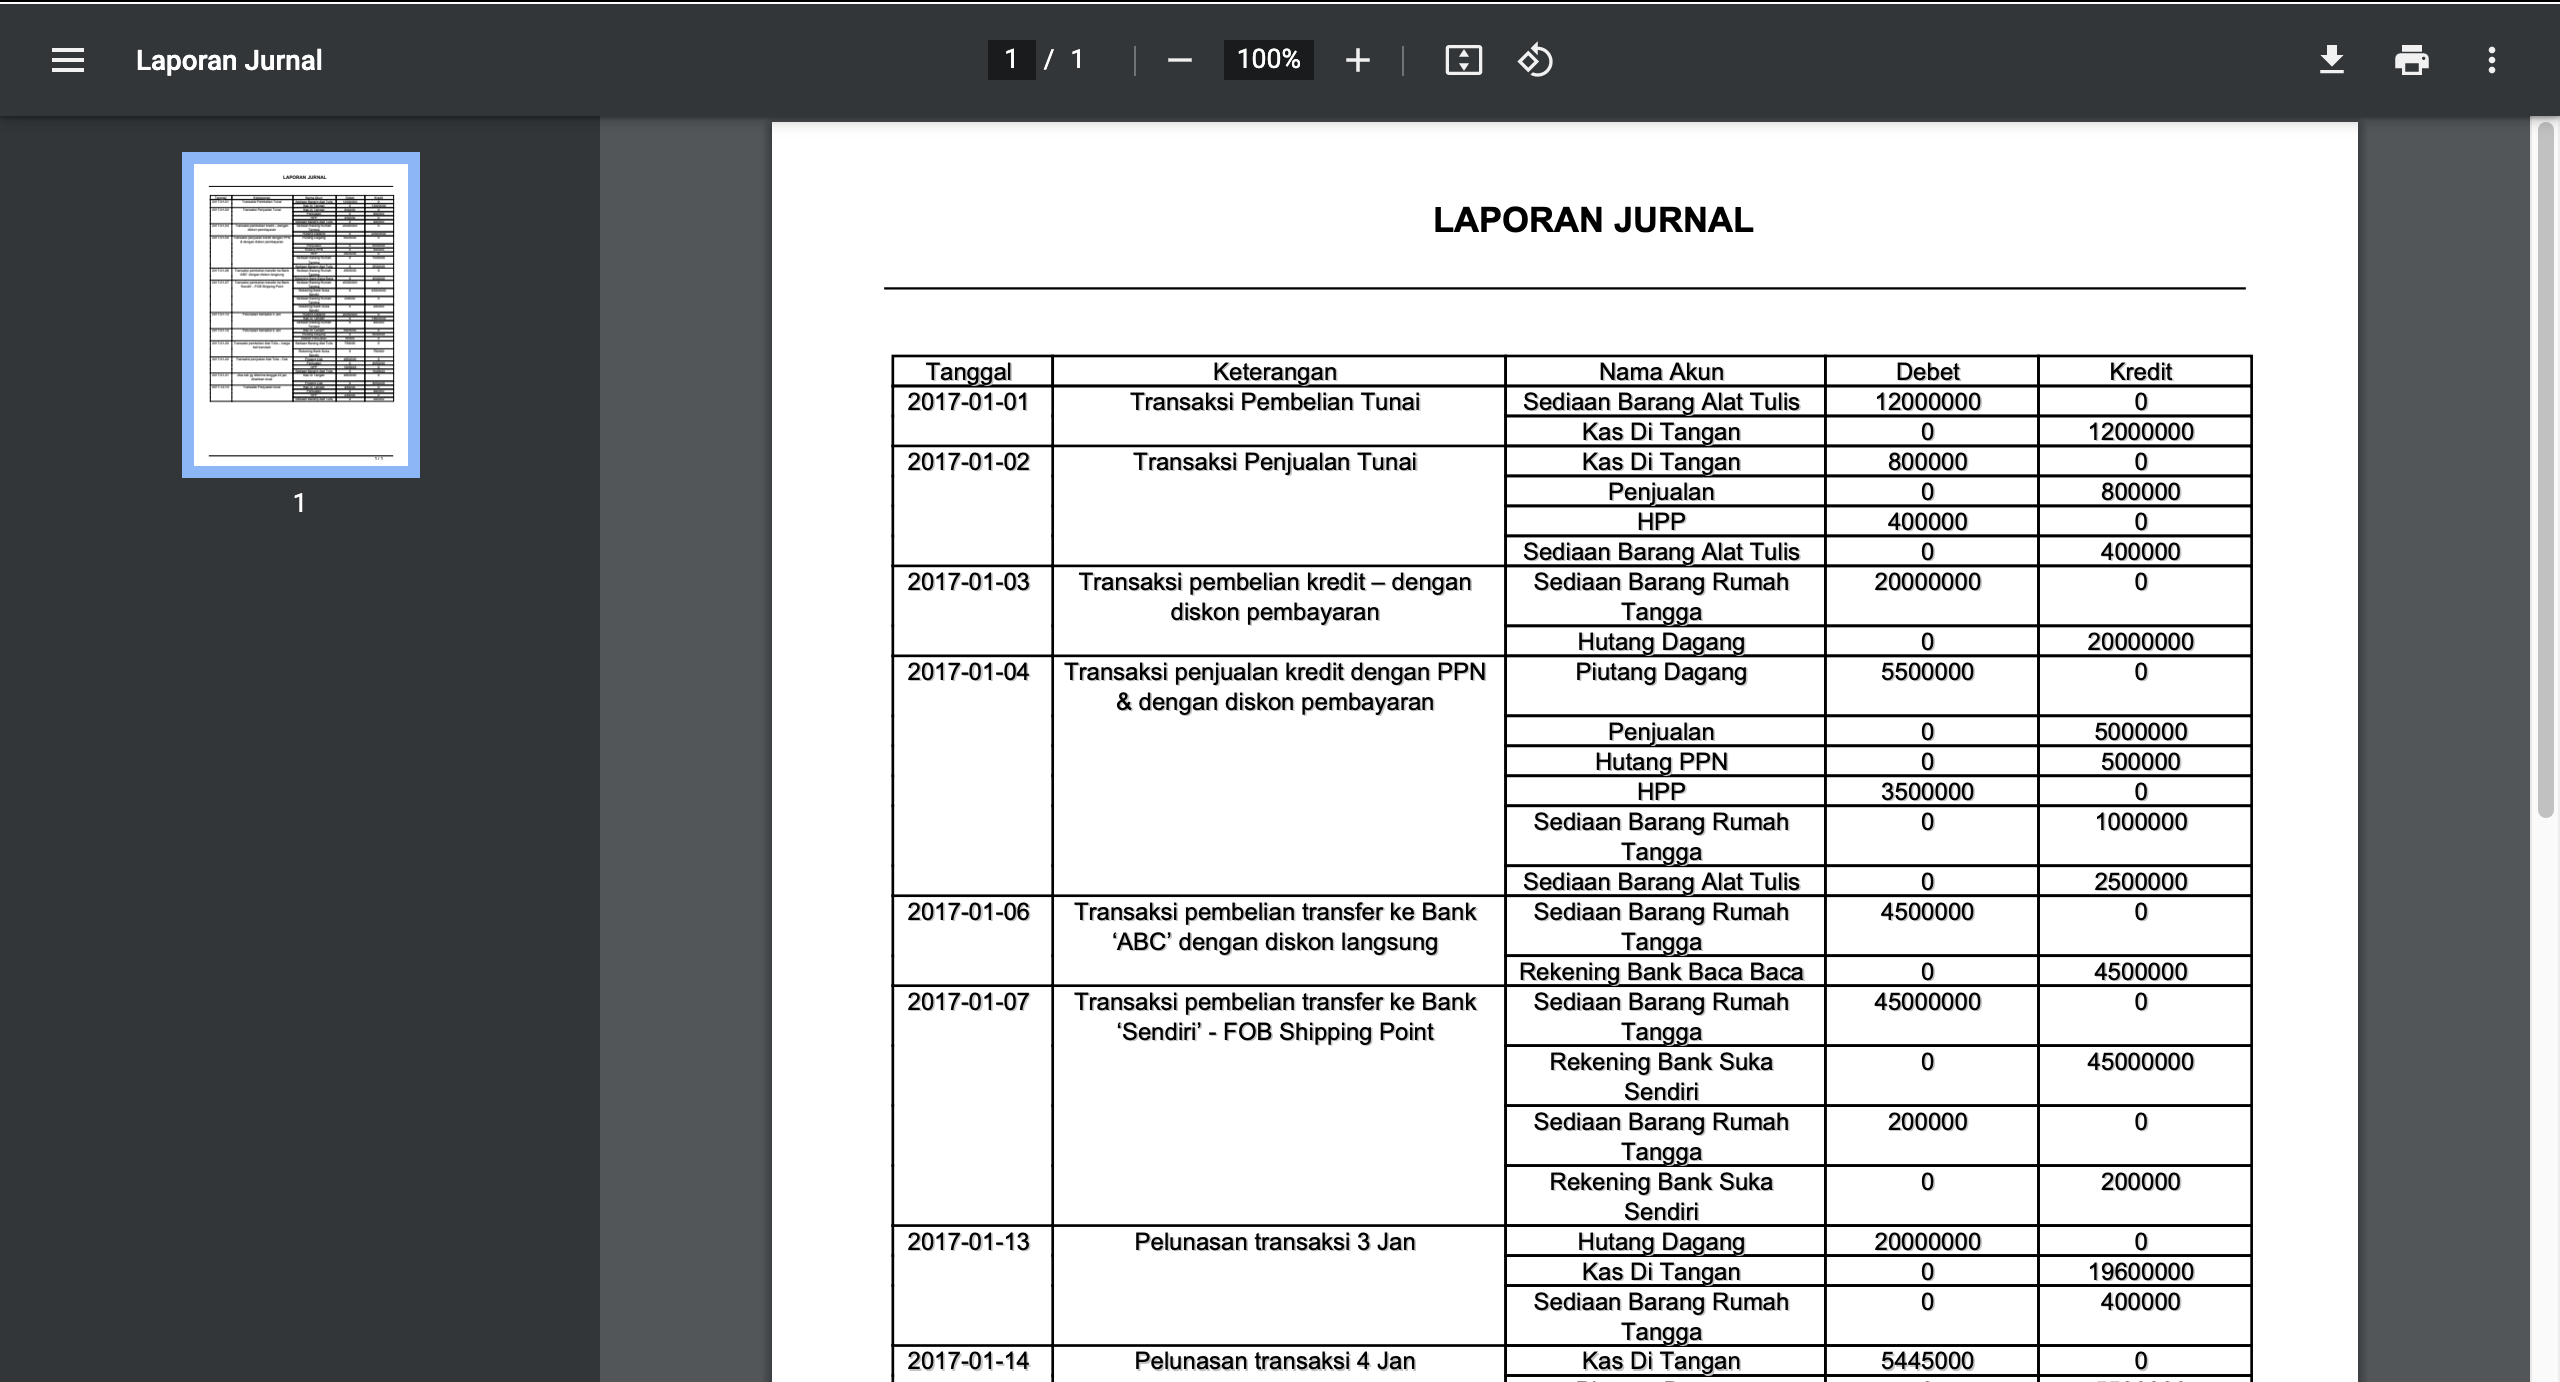 Laporan Jurnal
1 / 1
100%
LAPORAN JURNAL
1
LAPORAN JURNAL
Tanggal Keterangan Nama Akun Debet Kredit
2017-01-01 Transaksi Pembelian Tunai Sediaan Barang Alat Tulis 12000000 0
Kas Di Tangan 0 12000000
2017-01-02 Transaksi Penjualan Tunai Kas Di Tangan 800000 0
Penjualan 0 800000
HPP 400000 0
Sediaan Barang Alat Tulis 0 400000
2017-01-03 Transaksi pembelian kredit – dengan Sediaan Barang Rumah 20000000 0
diskon pembayaran Tangga
Hutang Dagang 0 20000000
2017-01-04 Transaksi penjualan kredit dengan PPN Piutang Dagang 5500000 0
& dengan diskon pembayaran
Penjualan 0 5000000
Hutang PPN 0 500000
HPP 3500000 0
Sediaan Barang Rumah 0 1000000
Tangga
Sediaan Barang Alat Tulis 0 2500000
2017-01-06 Transaksi pembelian transfer ke Bank Sediaan Barang Rumah 4500000 0
‘ABC’ dengan diskon langsung Tangga
Rekening Bank Baca Baca 0 4500000
2017-01-07 Transaksi pembelian transfer ke Bank Sediaan Barang Rumah 45000000 0
‘Sendiri’ - FOB Shipping Point Tangga
Rekening Bank Suka 0 45000000
Sendiri
Sediaan Barang Rumah 200000 0
Tangga
Rekening Bank Suka 0 200000
Sendiri
2017-01-13 Pelunasan transaksi 3 Jan Hutang Dagang 20000000 0
Kas Di Tangan 0 19600000
Sediaan Barang Rumah 0 400000
Tangga
2017-01-14 Pelunasan transaksi 4 Jan Kas Di Tangan 5445000 0